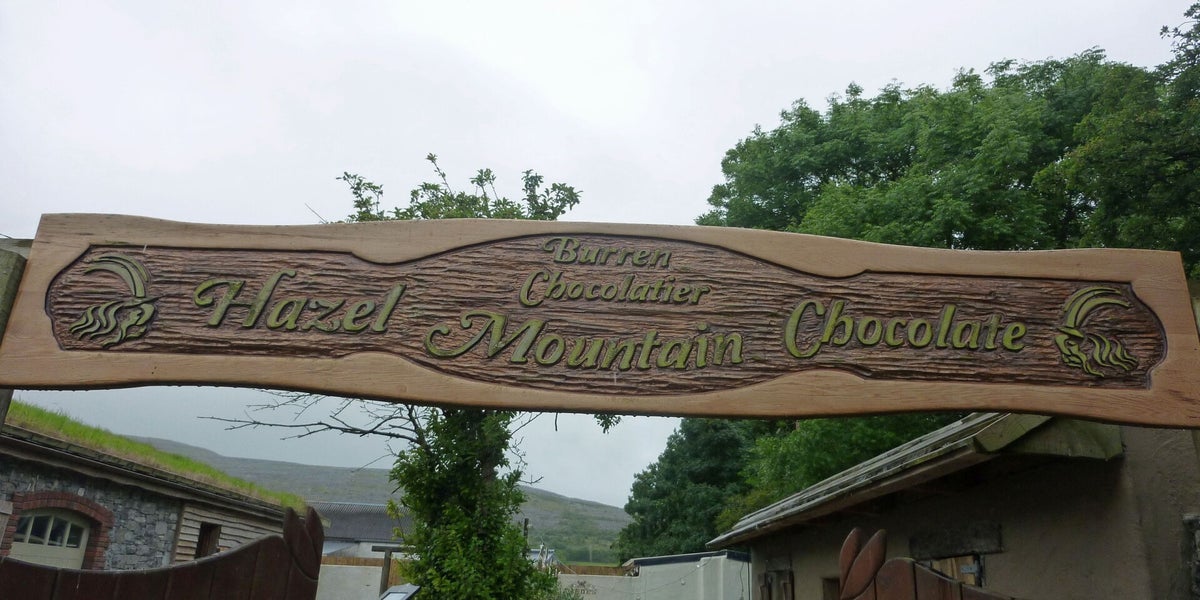 Burren
Chocolatier
Hazel Mountain Chocolate